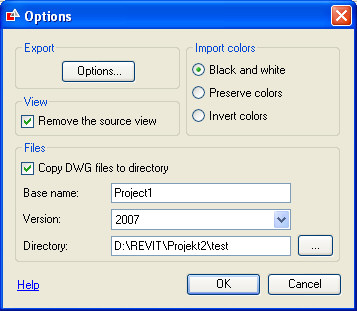 Options
Export
Options...
Import colors
Black and white
Preserve colors
Invert colors
View
Remove the source view
Files
Copy DWG files to directory
Base name: Project1
Version: 2007
Directory: D:\REVIT\Projekt2\test ...
Help OK Cancel